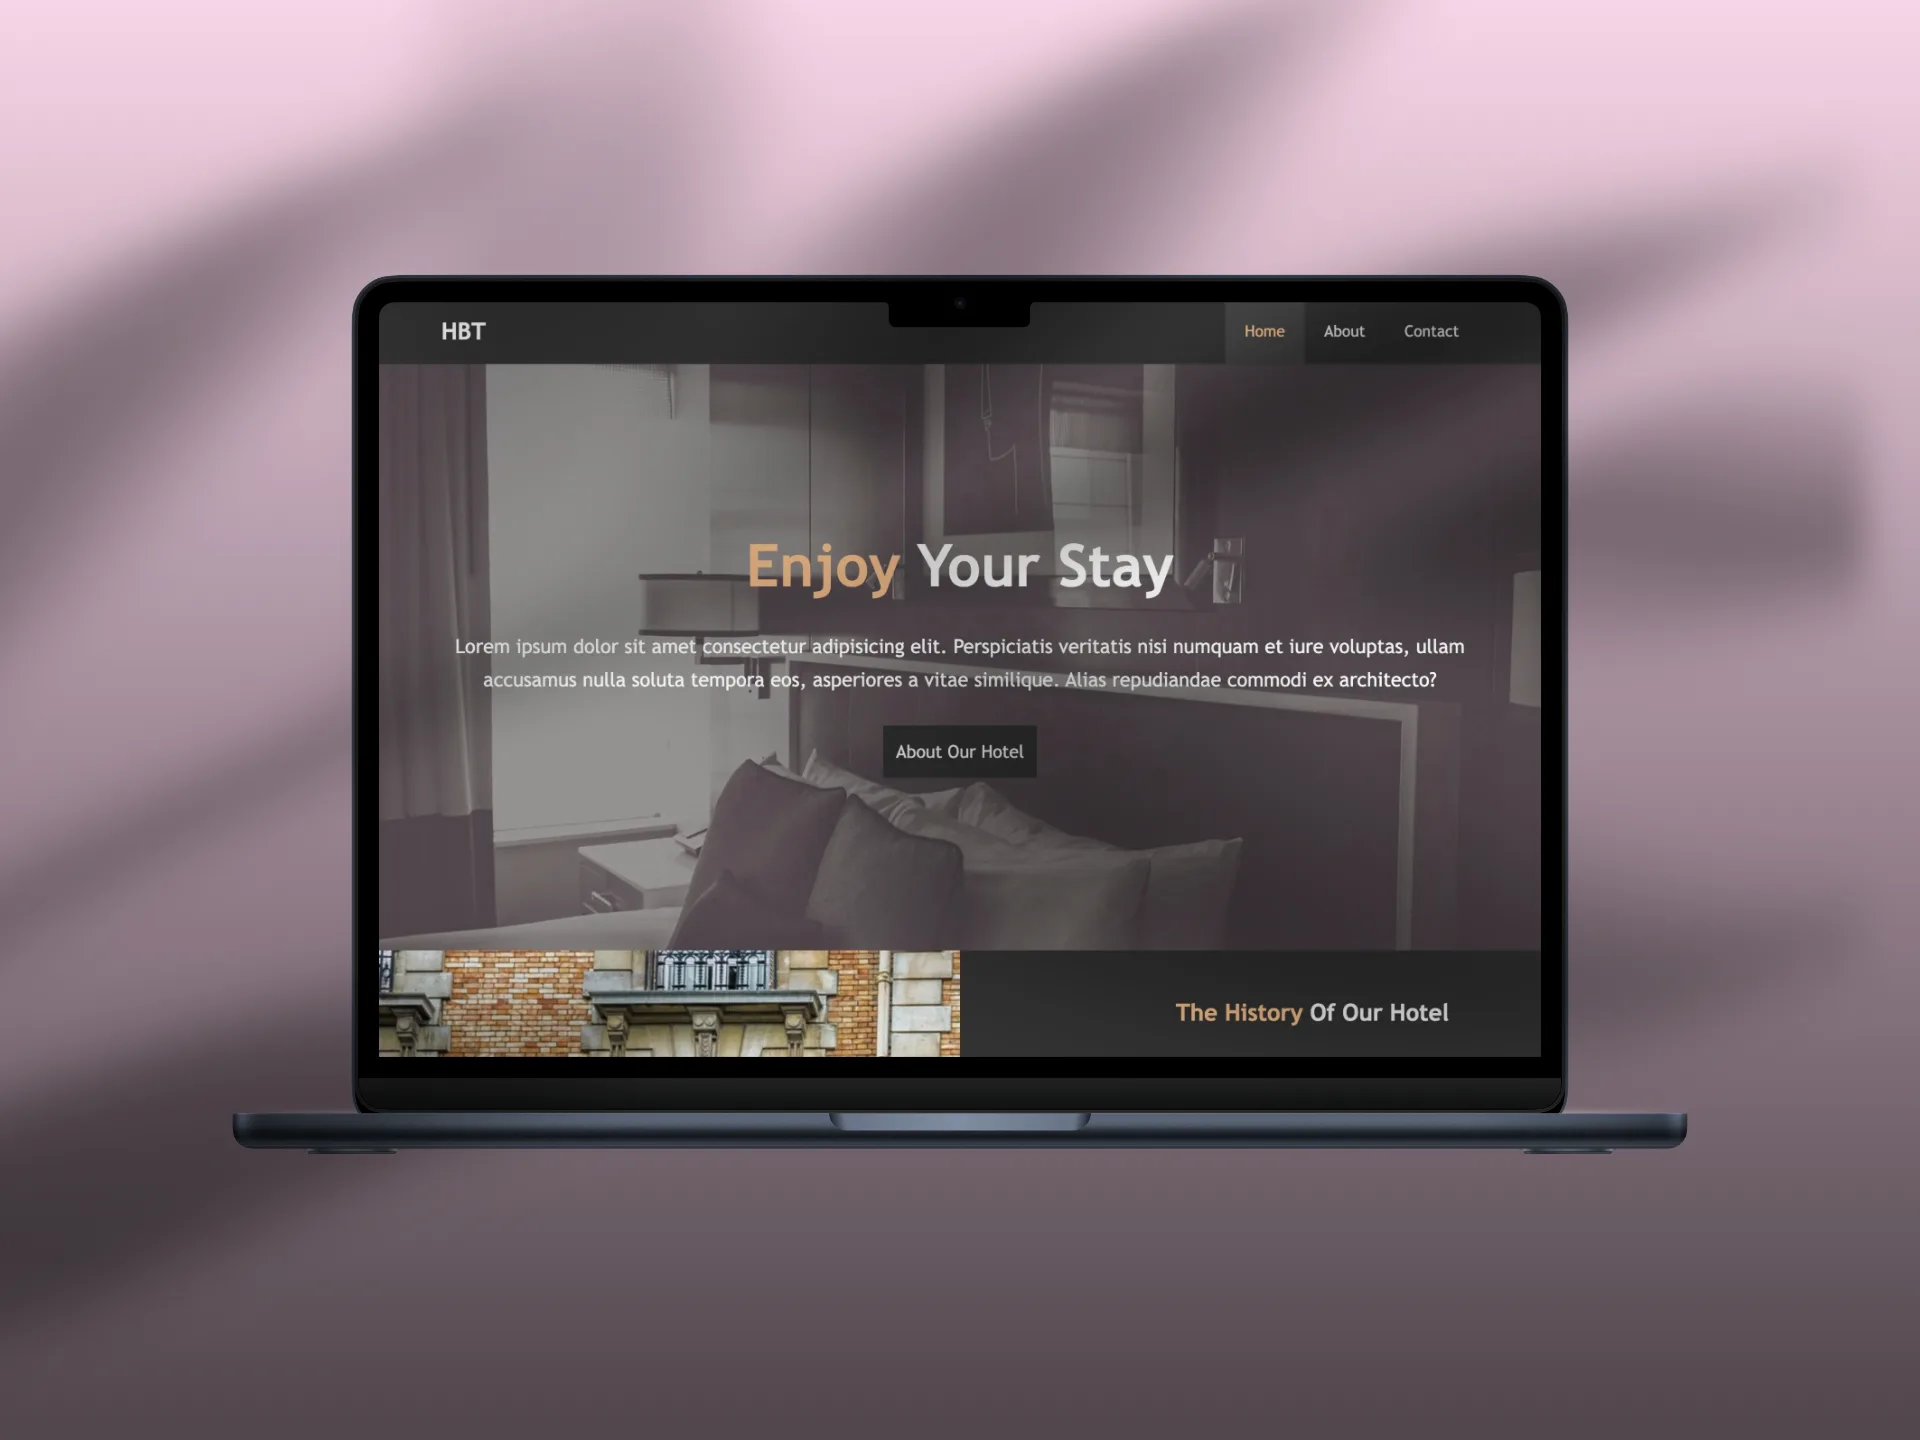 HBT
Home About Contact
Enjoy Your Stay
Lorem ipsum dolor sit amet consectetur adipisicing elit. Perspiciatis veritatis nisi numquam et iure voluptas, ullam
accusamus nulla soluta tempora eos, asperiores a vitae similique. Alias repudiandae commodi ex architecto?
About Our Hotel
The History Of Our Hotel